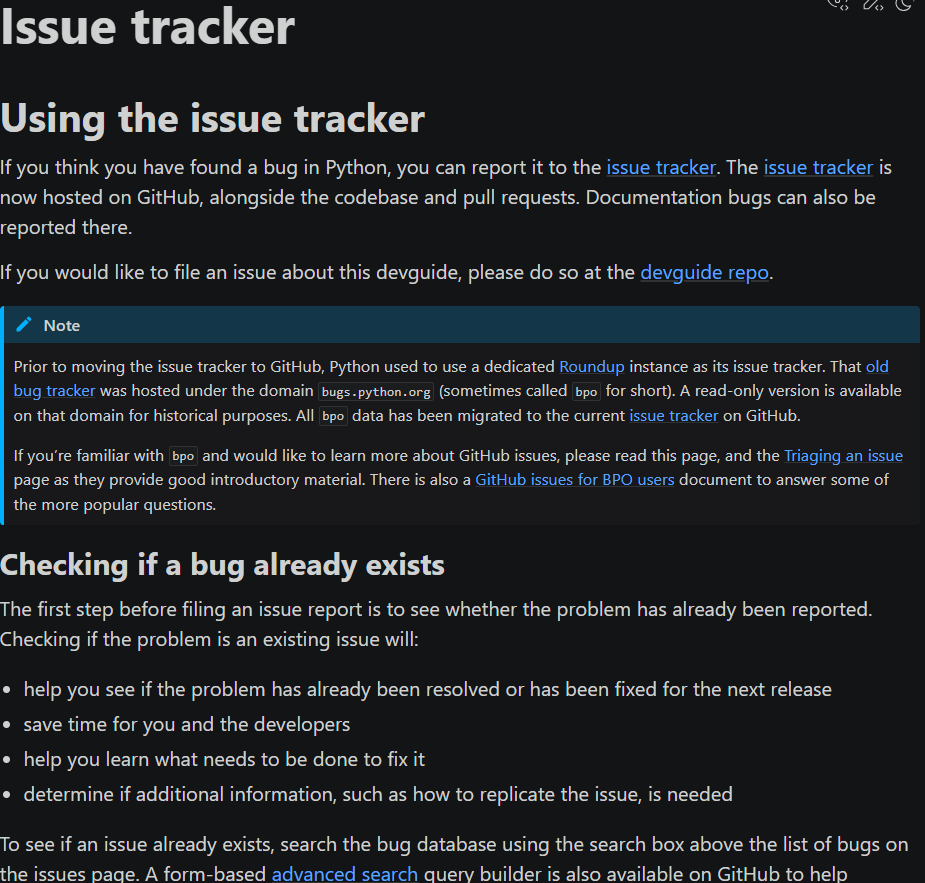 Issue tracker
Using the issue tracker
If you think you have found a bug in Python, you can report it to the issue tracker. The issue tracker is
now hosted on GitHub, alongside the codebase and pull requests. Documentation bugs can also be
reported there.
If you would like to file an issue about this devguide, please do so at the devguide repo.
Note
Prior to moving the issue tracker to GitHub, Python used to use a dedicated Roundup instance as its issue tracker. That old
bug tracker was hosted under the domain bugs.python.org (sometimes called bpo for short). A read-only version is available
on that domain for historical purposes. All bpo data has been migrated to the current issue tracker on GitHub.
If you’re familiar with bpo and would like to learn more about GitHub issues, please read this page, and the Triaging an issue
page as they provide good introductory material. There is also a GitHub issues for BPO users document to answer some of
the more popular questions.
Checking if a bug already exists
The first step before filing an issue report is to see whether the problem has already been reported.
Checking if the problem is an existing issue will:
• help you see if the problem has already been resolved or has been fixed for the next release
• save time for you and the developers
• help you learn what needs to be done to fix it
• determine if additional information, such as how to replicate the issue, is needed
To see if an issue already exists, search the bug database using the search box above the list of bugs on
the issues page. A form-based advanced search query builder is also available on GitHub to help